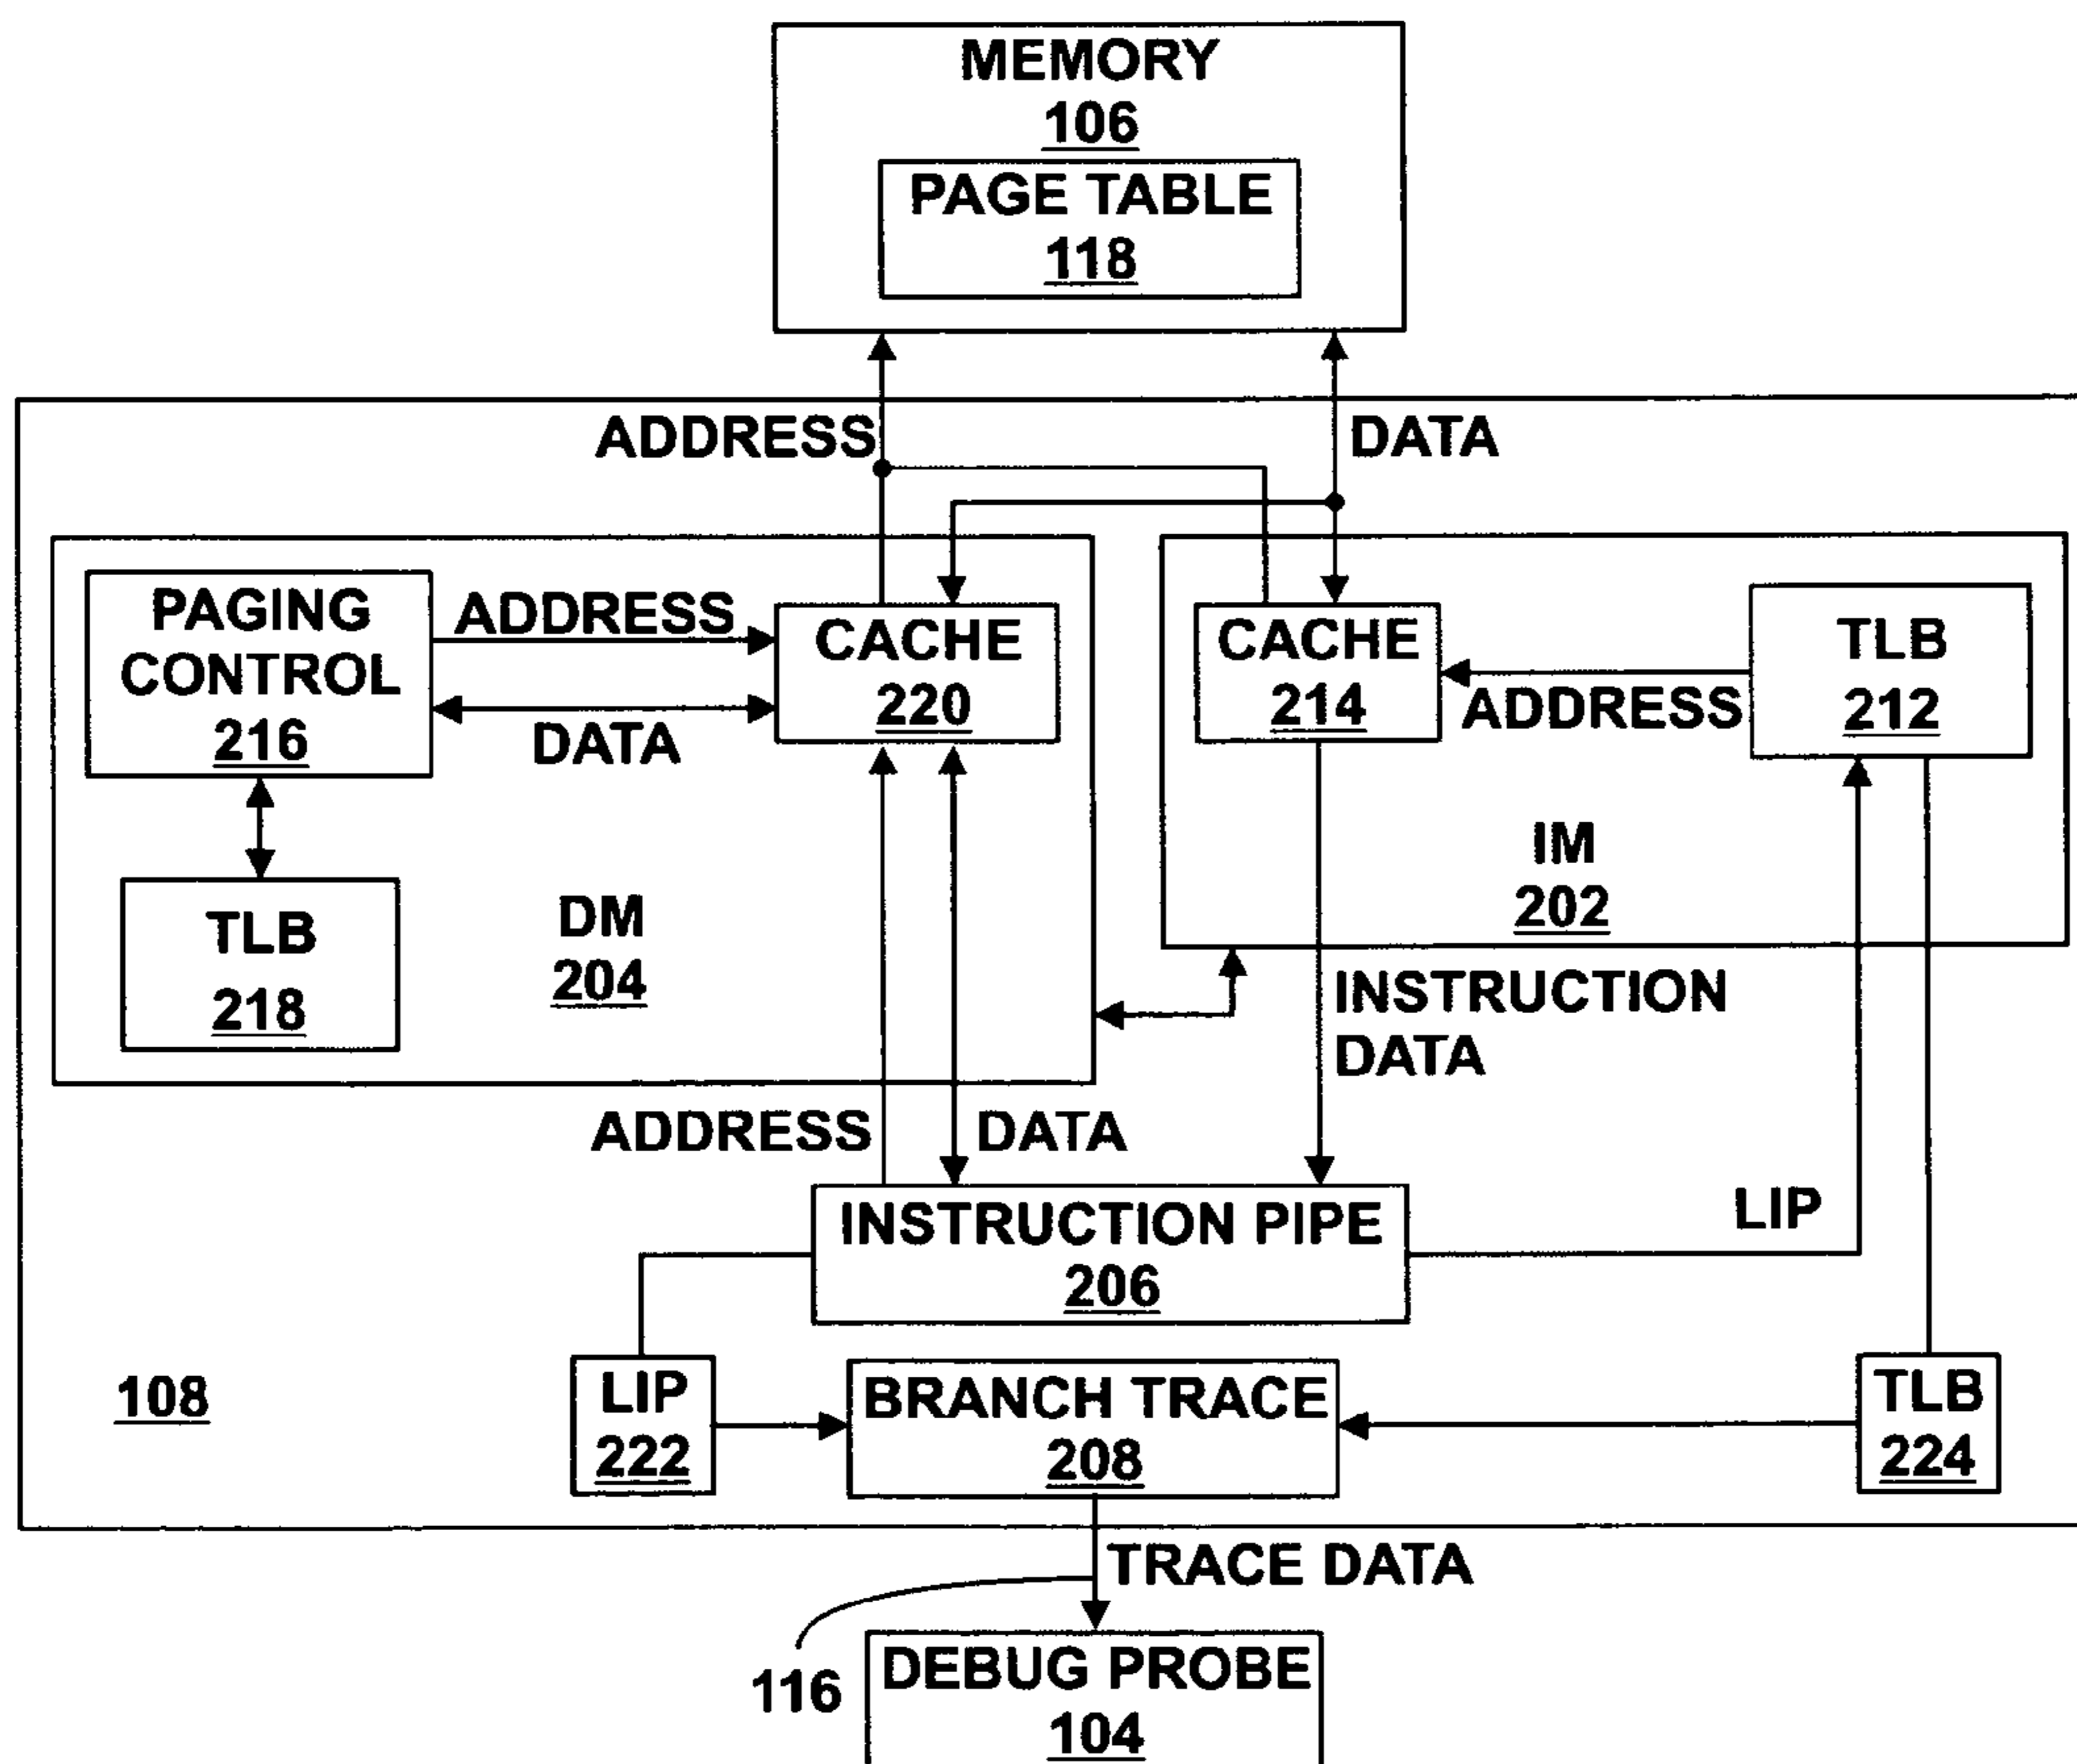 MEMORY
106
PAGE TABLE
118
ADDRESS
DATA
PAGING
CONTROL
216
ADDRESS
DATA
CACHE
220
CACHE
214
ADDRESS
TLB
212
TLB
218
DM
204
IM
202
INSTRUCTION
DATA
ADDRESS
DATA
INSTRUCTION PIPE
206
LIP
108
LIP
222
BRANCH TRACE
208
TLB
224
TRACE DATA
116
DEBUG PROBE
104